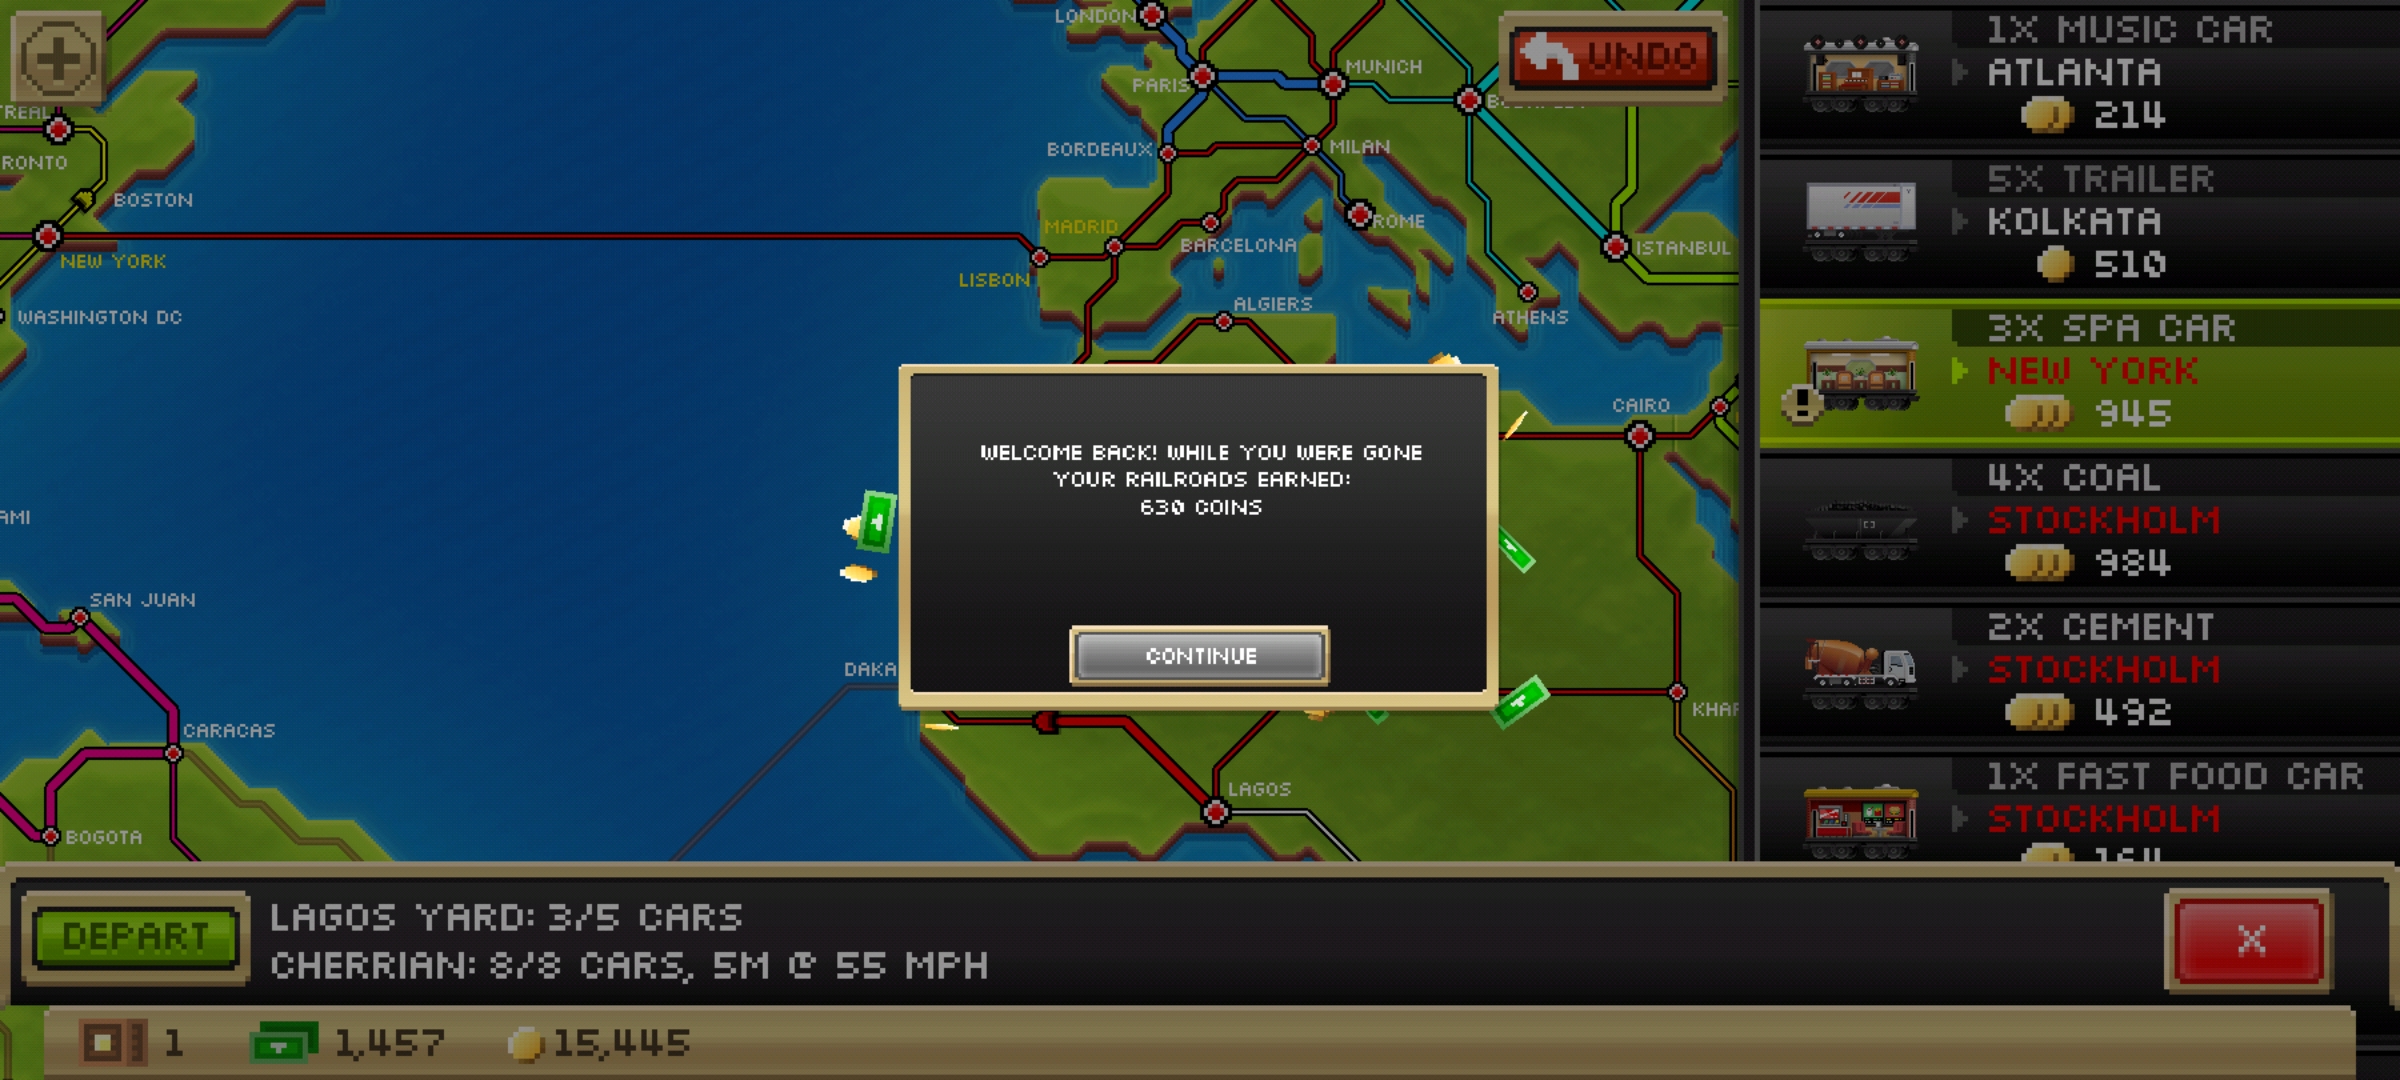 LONDON
UNDO
MUNICH
PARIS
TREAL
RONTO
BORDEAUX
MILAN
BOSTON
MADRID
ROME
NEW YORK
BARCELONA
ISTANBUL
LISBON
ALGIERS
WASHINGTON DC
ATHENS
CAIRO
WELCOME BACK! WHILE YOU WERE GONE
YOUR RAILROADS EARNED:
630 COINS
CONTINUE
AMI
SAN JUAN
DAKA
CARACAS
KHAR
LAGOS
BOGOTA
1X MUSIC CAR
ATLANTA
214
5X TRAILER
KOLKATA
510
3X SPA CAR
NEW YORK
945
4X COAL
STOCKHOLM
984
2X CEMENT
STOCKHOLM
492
1X FAST FOOD CAR
STOCKHOLM
164
DEPART
LAGOS YARD: 3/5 CARS
CHERRIAN: 8/8 CARS, 5M @ 55 MPH
X
1
1,457
15,445